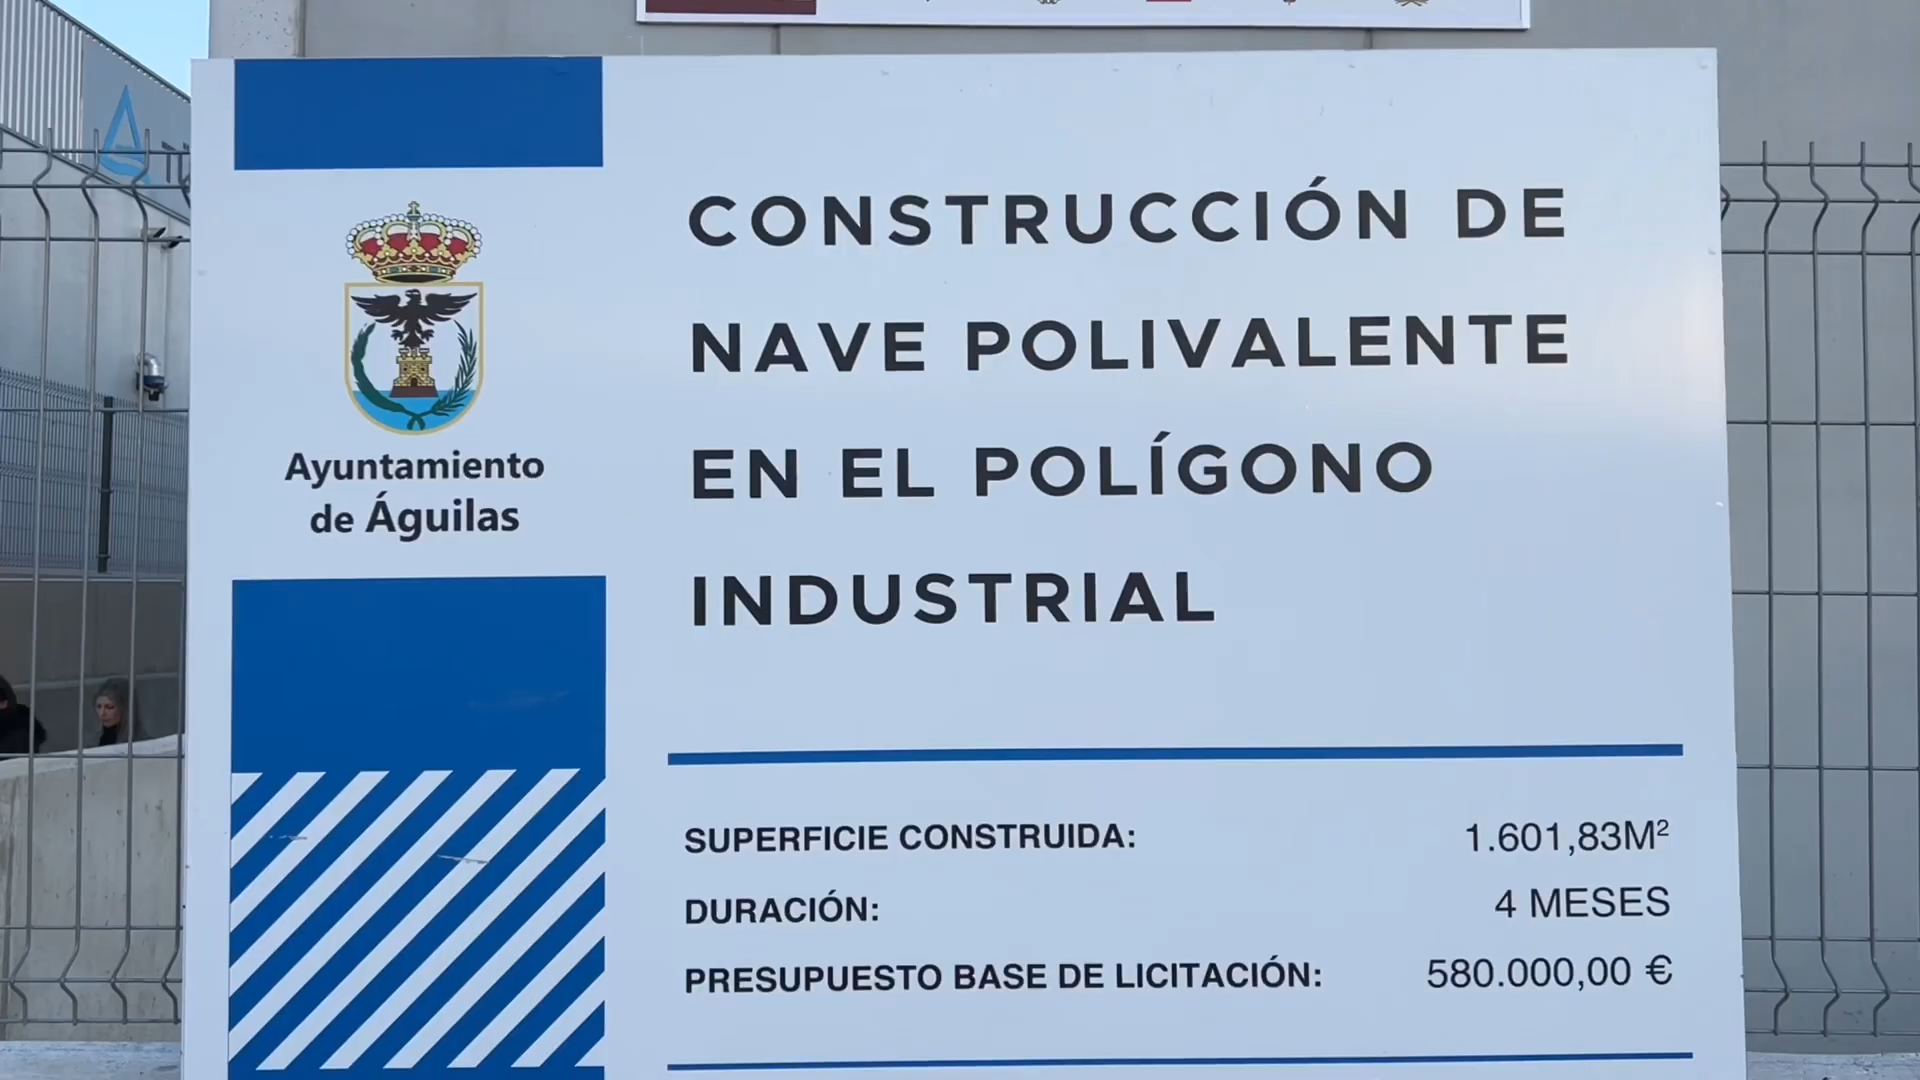 Ayuntamiento
de Águilas
CONSTRUCCIÓN DE
NAVE POLIVALENTE
EN EL POLÍGONO
INDUSTRIAL
SUPERFICIE CONSTRUIDA: 1.601,83M²
DURACIÓN: 4 MESES
PRESUPUESTO BASE DE LICITACIÓN: 580.000,00 €